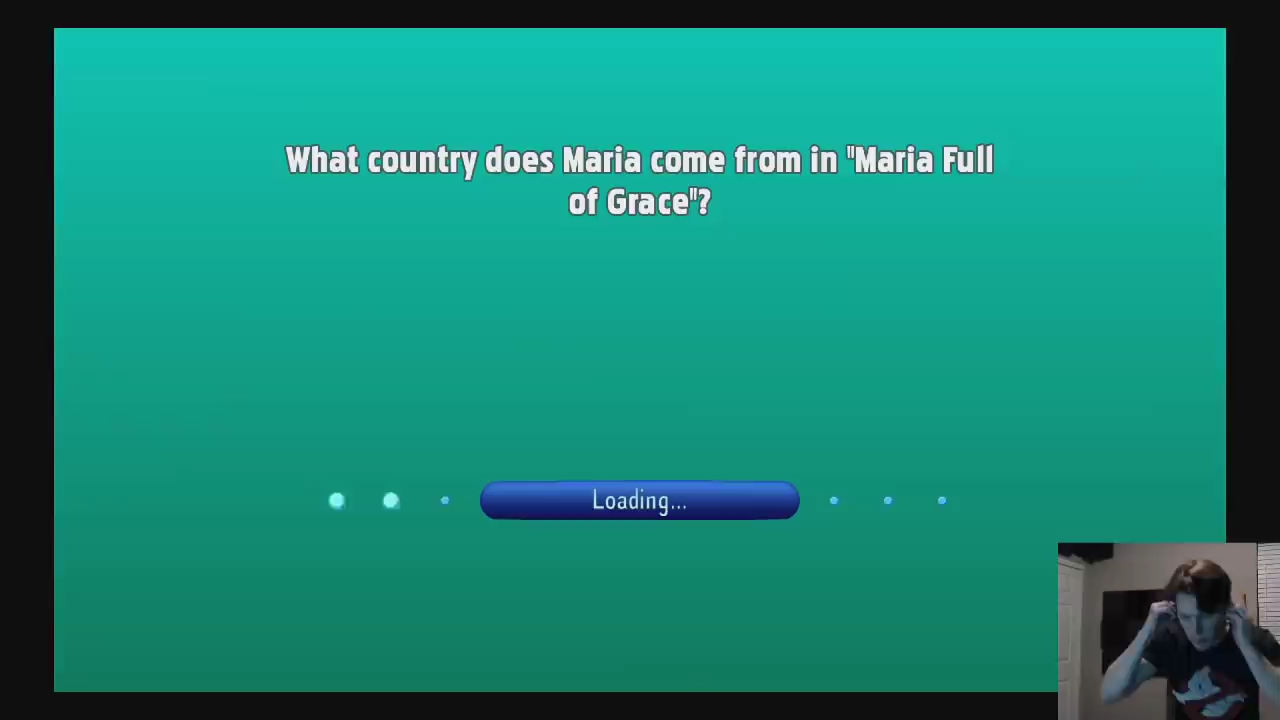 What country does Maria come from in "Maria Full
of Grace"?
Loading...